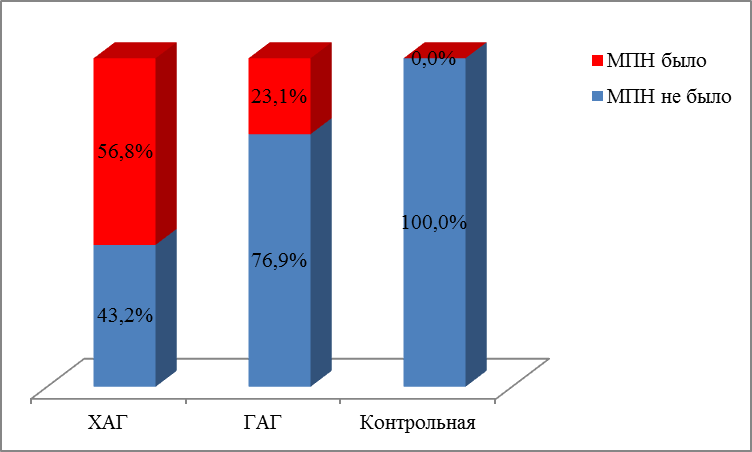 0,0%
МПН было
23,1%
МПН не было
56,8%
100,0%
76,9%
43,2%
ХАГ
ГАГ
Контрольная